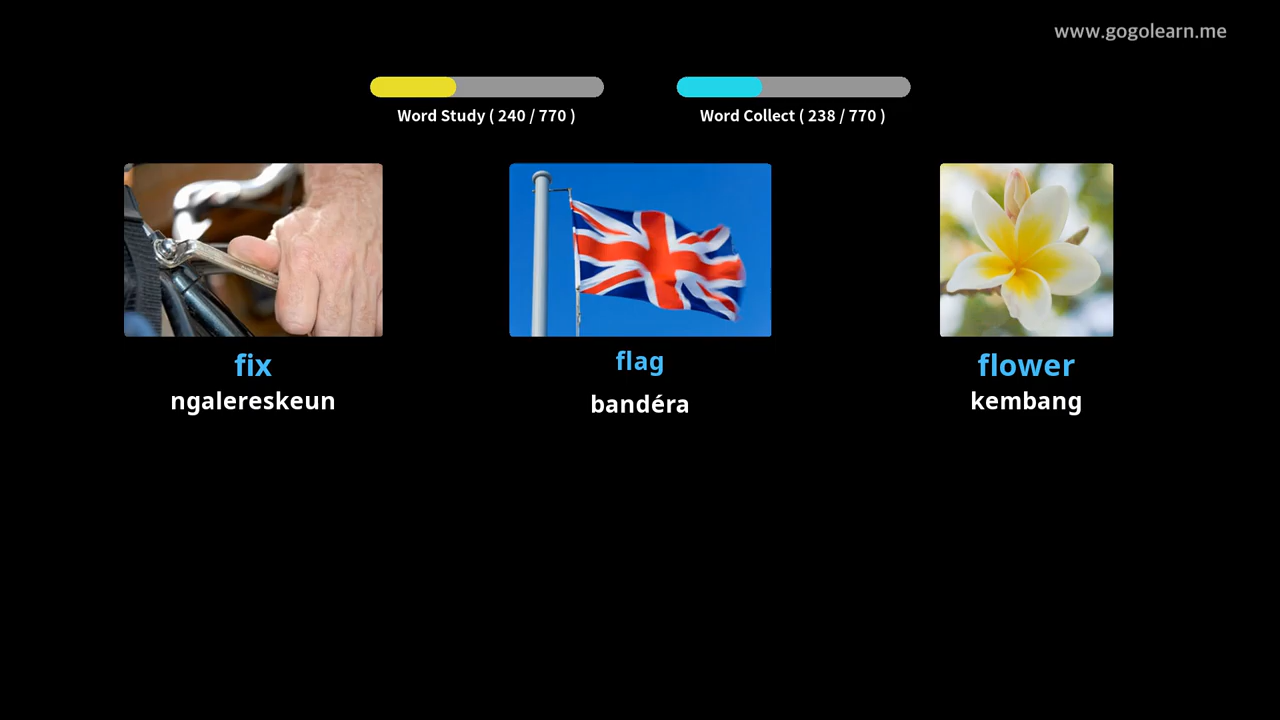 www.gogolearn.me
Word Study ( 240 / 770 )
Word Collect ( 238 / 770 )
fix
ngalereskeun
flag
bandéra
flower
kembang